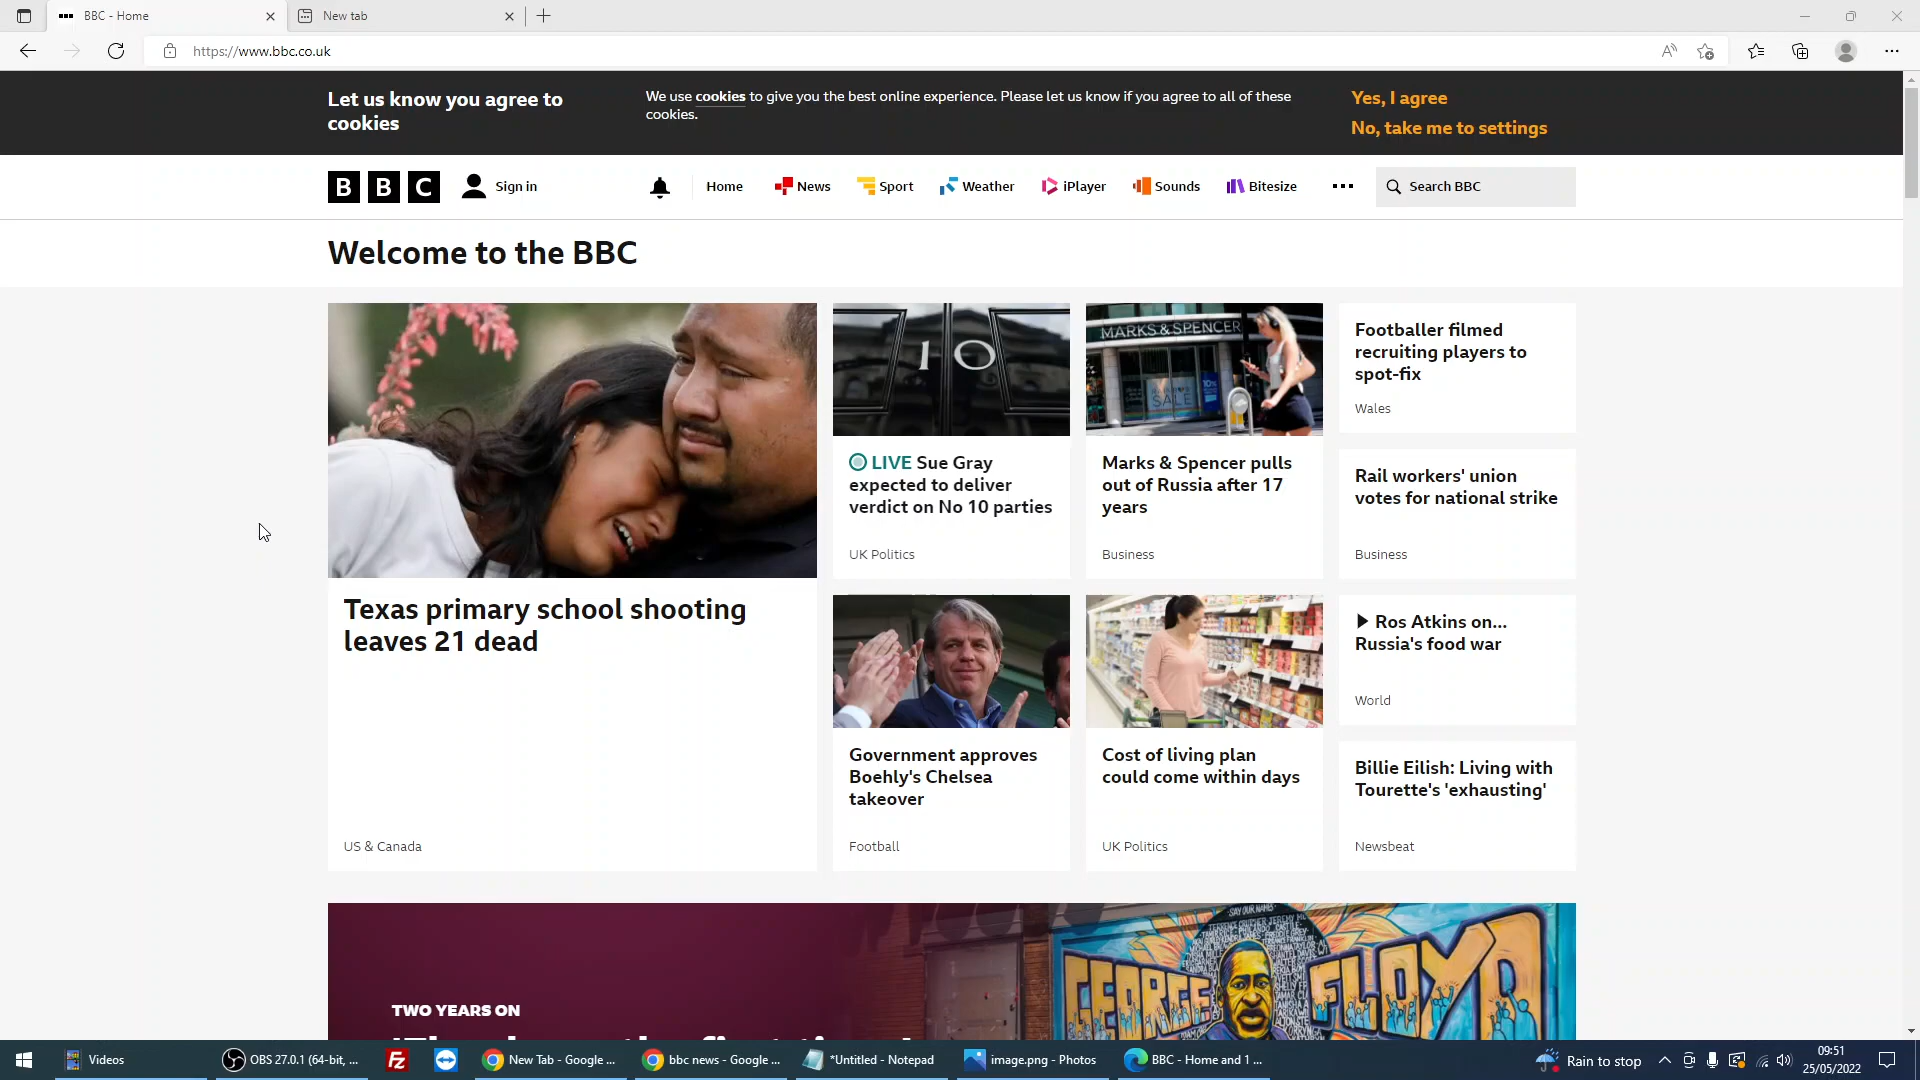 BBC - Home
New tab
https://www.bbc.co.uk
Let us know you agree to
cookies
We use cookies to give you the best online experience. Please let us know if you agree to all of these
cookies.
Yes, I agree
No, take me to settings
BBC
Sign in
Home
News
Sport
Weather
iPlayer
Sounds
Bitesize
Search BBC
Welcome to the BBC
Texas primary school shooting
leaves 21 dead
US & Canada
10
LIVE Sue Gray
expected to deliver
verdict on No 10 parties
UK Politics
MARKS & SPENCER
SALE
Marks & Spencer pulls
out of Russia after 17
years
Business
Footballer filmed
recruiting players to
spot-fix
Wales
Rail workers' union
votes for national strike
Business
Government approves
Boehly's Chelsea
takeover
Football
Cost of living plan
could come within days
UK Politics
Ros Atkins on...
Russia's food war
World
Billie Eilish: Living with
Tourette's 'exhausting'
Newsbeat
TWO YEARS ON
SAY OUR NAMES
GEORGE FLOYD
Videos
OBS 27.0.1 (64-bit, ...
New Tab - Google ...
bbc news - Google ...
*Untitled - Notepad
image.png - Photos
BBC - Home and 1 ...
Rain to stop
09:51
25/05/2022